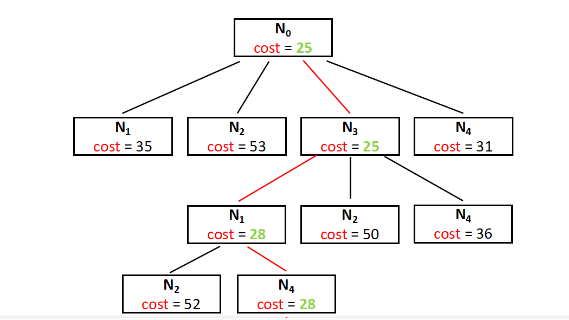 N₀
cost = 25
N₁
cost = 35
N₂
cost = 53
N₃
cost = 25
N₄
cost = 31
N₁
cost = 28
N₂
cost = 50
N₄
cost = 36
N₂
cost = 52
N₄
cost = 28